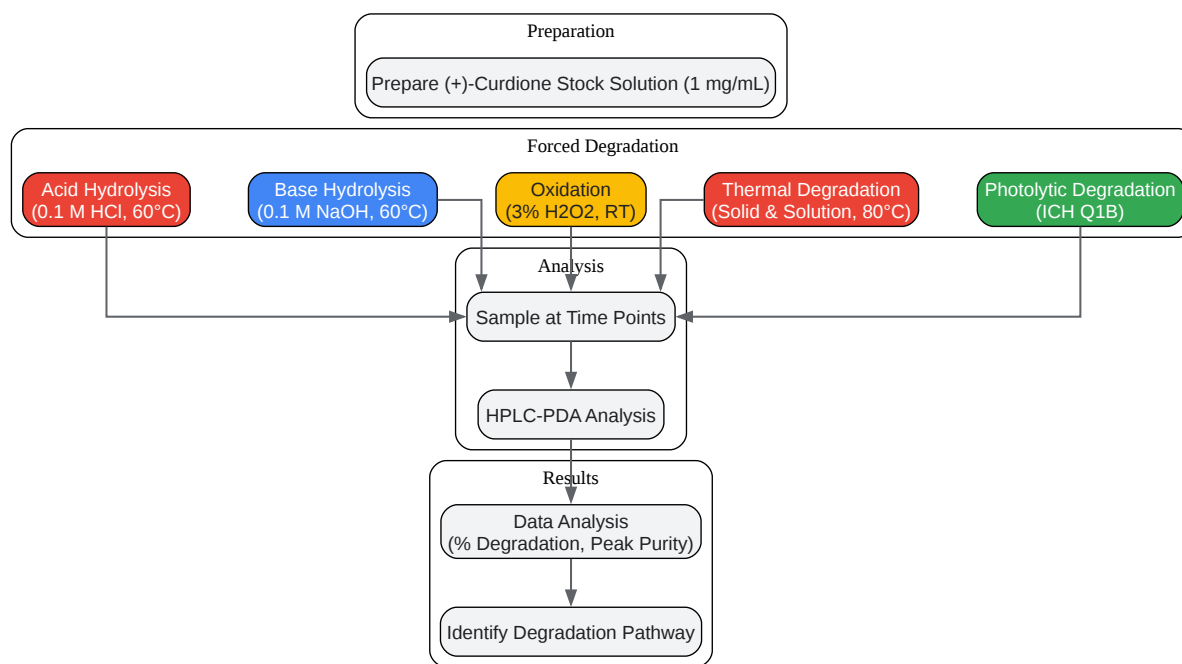 Preparation
Prepare (+)-Curdione Stock Solution (1 mg/mL)
Forced Degradation
Acid Hydrolysis
(0.1 M HCl, 60°C)
Base Hydrolysis
(0.1 M NaOH, 60°C)
Oxidation
(3% H2O2, RT)
Thermal Degradation
(Solid & Solution, 80°C)
Photolytic Degradation
(ICH Q1B)
Analysis
Sample at Time Points
HPLC-PDA Analysis
Results
Data Analysis
(% Degradation, Peak Purity)
Identify Degradation Pathway